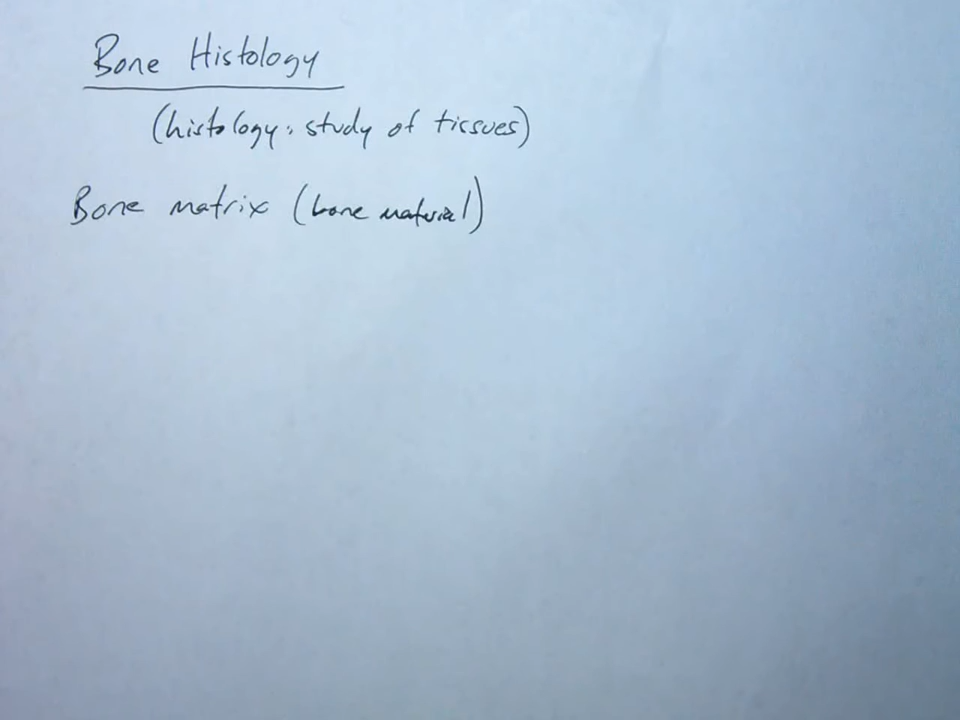 Bone Histology
(histology: study of tissues)
Bone matrix (bone material)